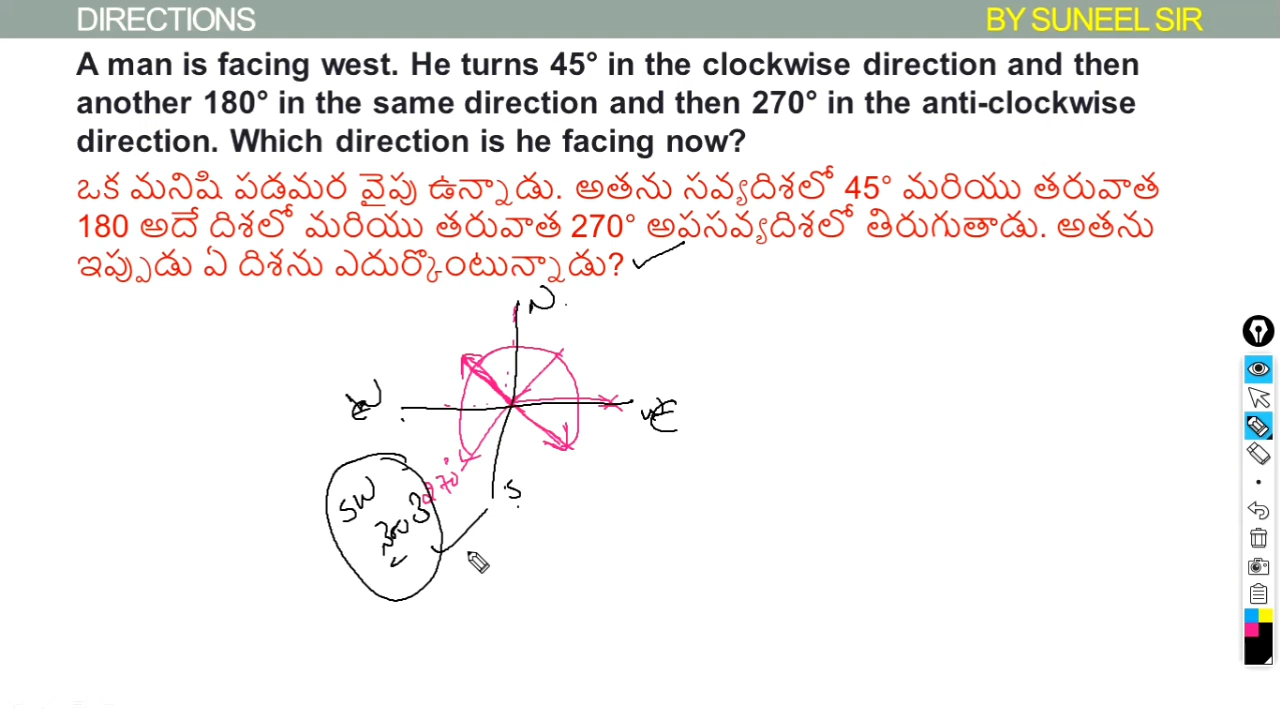 DIRECTIONS
BY SUNEEL SIR
A man is facing west. He turns 45° in the clockwise direction and then
another 180° in the same direction and then 270° in the anti-clockwise
direction. Which direction is he facing now?
ఒక మనిషి పడమర వైపు ఉన్నాడు. అతను సవ్యదిశలో 45° మరియు తరువాత
180 అదే దిశలో మరియు తరువాత 270° అపసవ్యదిశలో తిరుగుతాడు. అతను
ఇప్పుడు ఏ దిశను ఎదుర్కొంటున్నాడు?
N
W
E
270°
S
SW